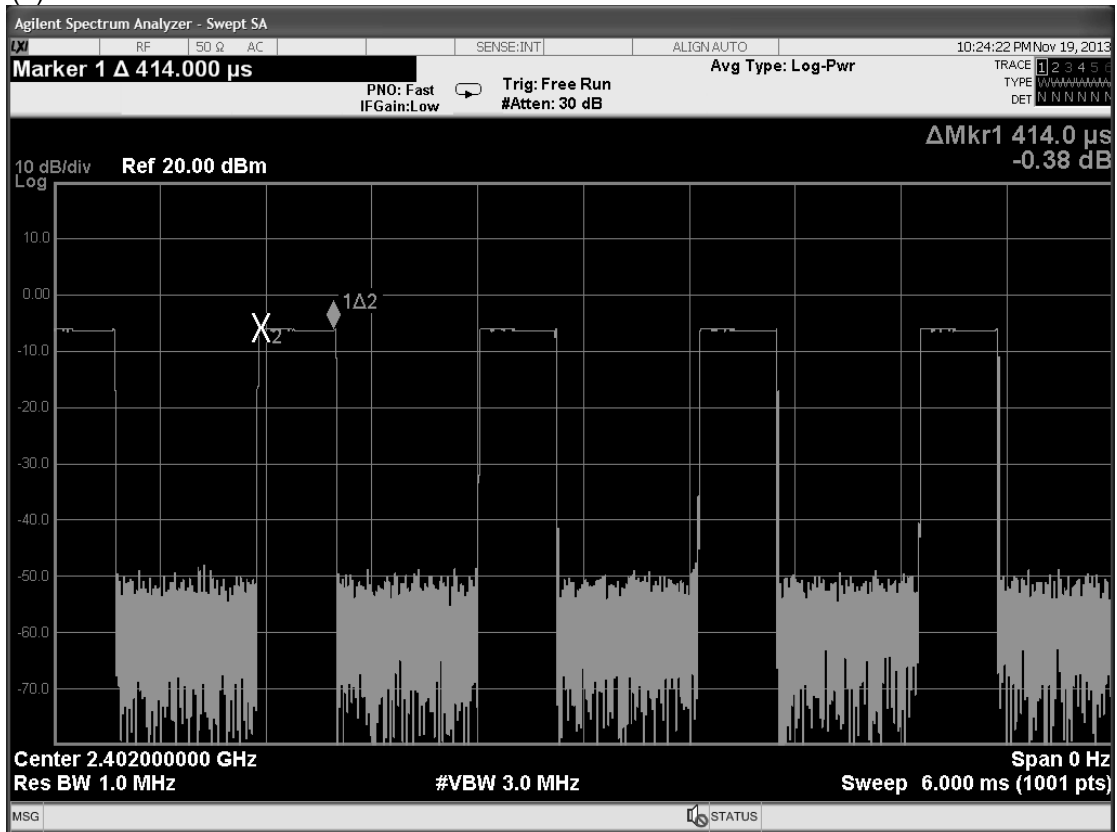 Agilent Spectrum Analyzer - Swept SA
LXI RF 50 Ω AC SENSE:INT ALIGN AUTO 10:24:22 PM Nov 19, 2013
Marker 1 Δ 414.000 µs Avg Type: Log-Pwr TRACE 1 2 3 4 5 6
PNO: Fast Trig: Free Run TYPE
IFGain:Low #Atten: 30 dB DET N N N N N N
ΔMkr1 414.0 µs
10 dB/div Ref 20.00 dBm -0.38 dB
Log
10.0
0.00
1Δ2
X2
-10.0
-20.0
-30.0
-40.0
-50.0
-60.0
-70.0
Center 2.402000000 GHz Span 0 Hz
Res BW 1.0 MHz #VBW 3.0 MHz Sweep 6.000 ms (1001 pts)
MSG STATUS